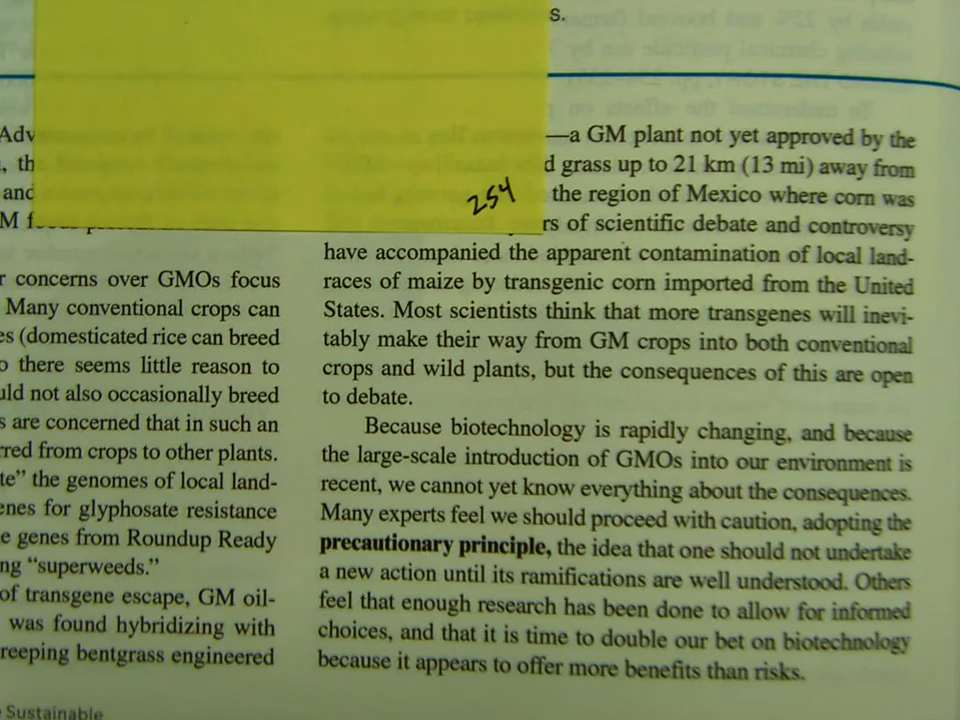 s.
Adv
, th
and
M f
r concerns over GMOs focus
Many conventional crops can
es (domesticated rice can breed
o there seems little reason to
uld not also occasionally breed
s are concerned that in such an
rred from crops to other plants.
te” the genomes of local land-
enes for glyphosate resistance
e genes from Roundup Ready
ng “superweeds.”
of transgene escape, GM oil-
was found hybridizing with
reeping bentgrass engineered
254
—a GM plant not yet approved by the
d grass up to 21 km (13 mi) away from
the region of Mexico where corn was
rs of scientific debate and controversy
have accompanied the apparent contamination of local land-
races of maize by transgenic corn imported from the United
States. Most scientists think that more transgenes will inevi-
tably make their way from GM crops into both conventional
crops and wild plants, but the consequences of this are open
to debate.
Because biotechnology is rapidly changing, and because
the large-scale introduction of GMOs into our environment is
recent, we cannot yet know everything about the consequences.
Many experts feel we should proceed with caution, adopting the
precautionary principle, the idea that one should not undertake
a new action until its ramifications are well understood. Others
feel that enough research has been done to allow for informed
choices, and that it is time to double our bet on biotechnology
because it appears to offer more benefits than risks.
Sustainable